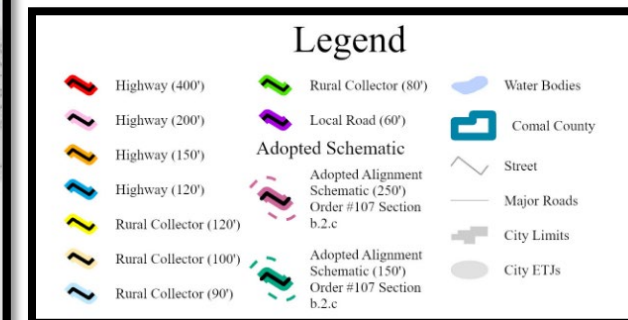 Legend
Highway (400')
Highway (200')
Highway (150')
Highway (120')
Rural Collector (120')
Rural Collector (100')
Rural Collector (90')
Rural Collector (80')
Local Road (60')
Adopted Schematic
Adopted Alignment
Schematic (250')
Order #107 Section
b.2.c
Adopted Alignment
Schematic (150')
Order #107 Section
b.2.c
Water Bodies
Comal County
Street
Major Roads
City Limits
City ETJs